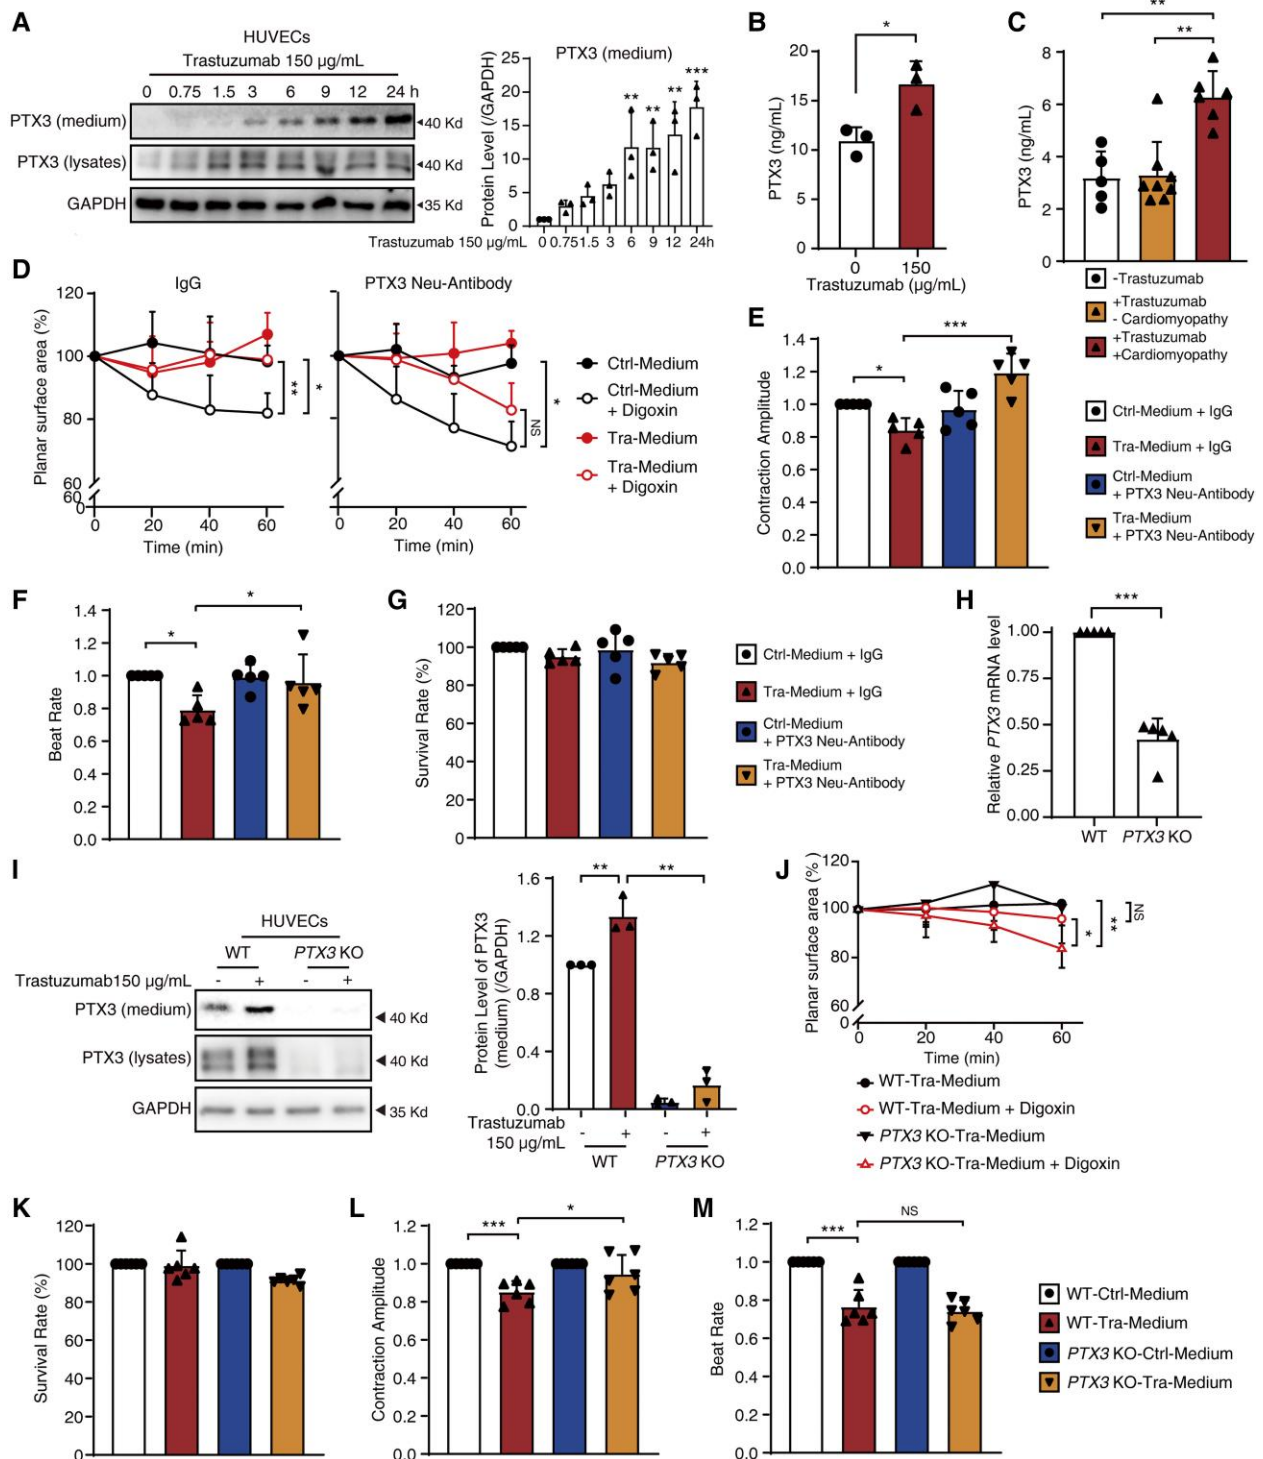 A
HUVECs
Trastuzumab 150 µg/mL
0 0.75 1.5 3 6 9 12 24 h
PTX3 (medium)
◄40 Kd
PTX3 (lysates)
◄40 Kd
GAPDH
◄35 Kd
PTX3 (medium)
Protein Level (/GAPDH)
25
20
15
10
5
0
** ** ** ***
Trastuzumab 150 µg/mL 0 0.75 1.5 3 6 9 12 24h
B
PTX3 (ng/mL)
20
15
10
5
0
*
0 150
Trastuzumab (µg/mL)
C
PTX3 (ng/mL)
8
6
4
2
0
**
**
-Trastuzumab
+Trastuzumab
- Cardiomyopathy
+Trastuzumab
+Cardiomyopathy
D
IgG
PTX3 Neu-Antibody
Planar surface area (%)
120
100
80
60
60
0
** *
NS *
0 20 40 60
Time (min)
0 20 40 60
Time (min)
Ctrl-Medium
Ctrl-Medium
+ Digoxin
Tra-Medium
Tra-Medium
+ Digoxin
E
Contraction Amplitude
1.4
1.2
1.0
0.8
0.6
0.4
0.2
0.0
*
***
Ctrl-Medium + IgG
Tra-Medium + IgG
Ctrl-Medium
+ PTX3 Neu-Antibody
Tra-Medium
+ PTX3 Neu-Antibody
F
Beat Rate
1.4
1.2
1.0
0.8
0.6
0.4
0.2
0.0
*
*
G
Survival Rate (%)
120
100
80
60
40
20
0
Ctrl-Medium + IgG
Tra-Medium + IgG
Ctrl-Medium
+ PTX3 Neu-Antibody
Tra-Medium
+ PTX3 Neu-Antibody
H
Relative PTX3 mRNA level
1.00
0.75
0.50
0.25
0.00
***
WT PTX3 KO
I
HUVECs
WT PTX3 KO
Trastuzumab150 µg/mL - + - +
PTX3 (medium)
◄ 40 Kd
PTX3 (lysates)
◄ 40 Kd
GAPDH
◄ 35 Kd
Protein Level of PTX3
(medium) (/GAPDH)
1.6
1.2
0.8
0.4
0.0
** **
Trastuzumab
150 µg/mL
- + - +
WT PTX3 KO
J
Planar surface area (%)
120
100
80
60
0
* ** NS
0 20 40 60
Time (min)
WT-Tra-Medium
WT-Tra-Medium + Digoxin
PTX3 KO-Tra-Medium
PTX3 KO-Tra-Medium + Digoxin
K
Survival Rate (%)
120
100
80
60
40
20
0
L
Contraction Amplitude
1.2
1.0
0.8
0.6
0.4
0.2
0.0
***
*
M
Beat Rate
1.2
1.0
0.8
0.6
0.4
0.2
0.0
***
NS
WT-Ctrl-Medium
WT-Tra-Medium
PTX3 KO-Ctrl-Medium
PTX3 KO-Tra-Medium